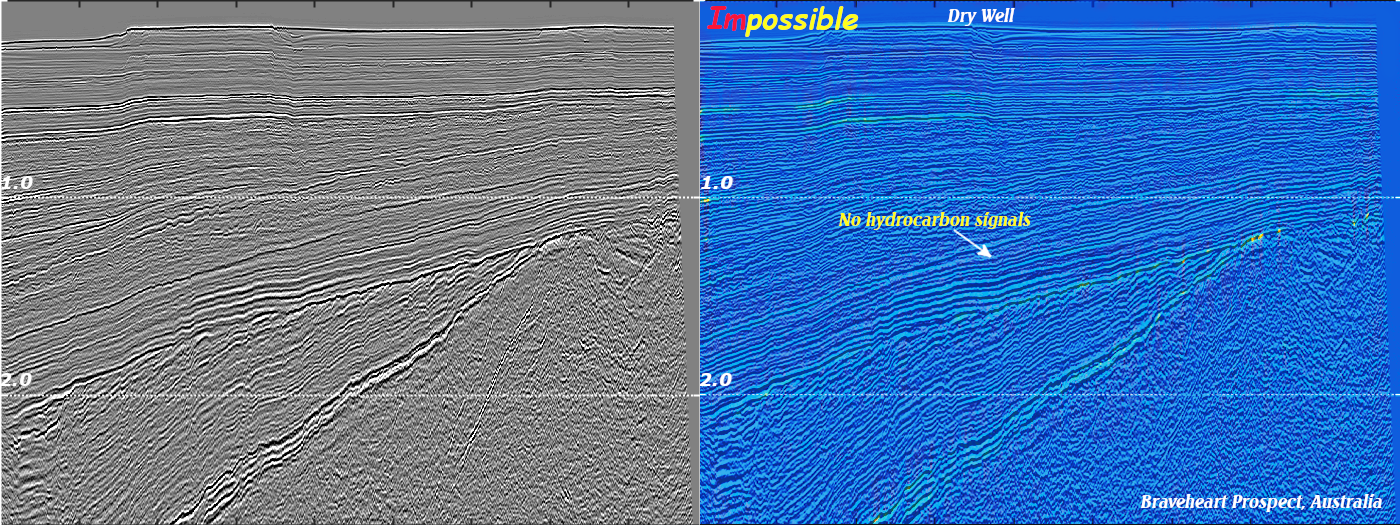 Impossible
Dry Well
1.0
1.0
No hydrocarbon signals
2.0
2.0
Braveheart Prospect, Australia